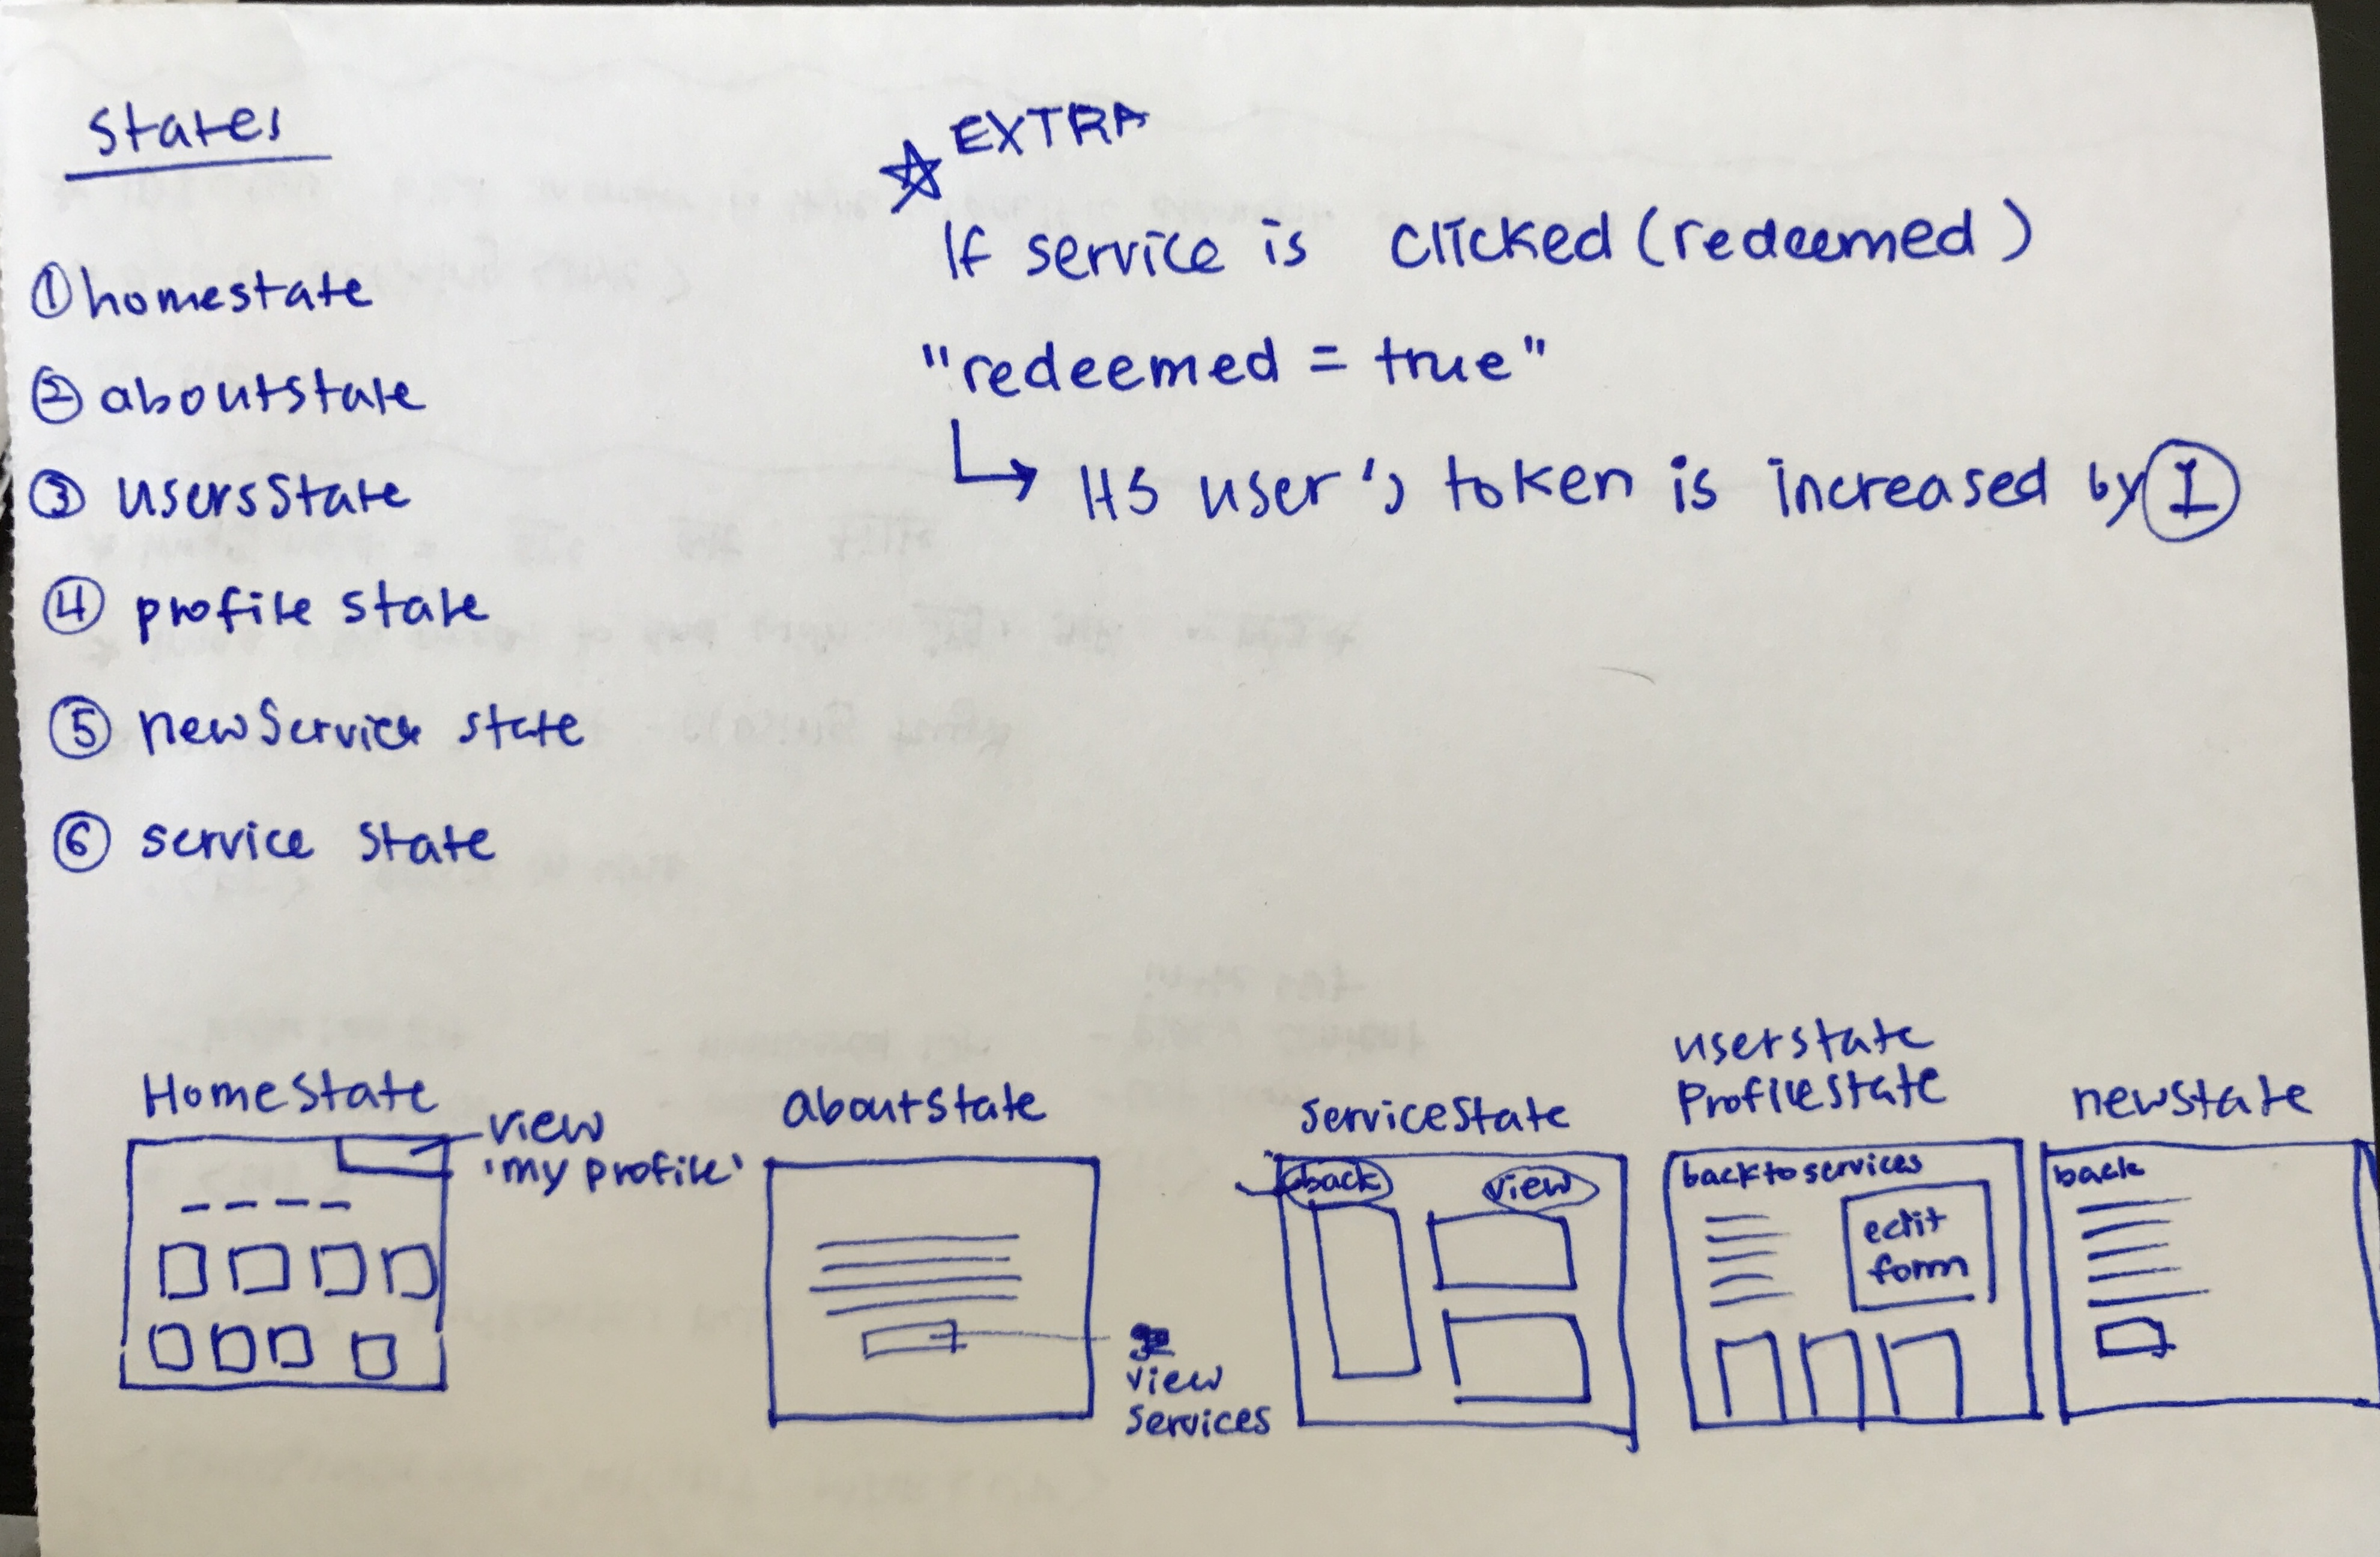 States
① homestate
② aboutstate
③ usersState
④ profile state
⑤ newService state
⑥ service state
☆ EXTRA
If service is clicked (redeemed)
"redeemed = true"
↳ its user's token is increased by ①
HomeState
view
'my profile'
aboutstate
view
services
serviceState
back view
userstate
Profilestate
back to services
edit
form
newstate
back